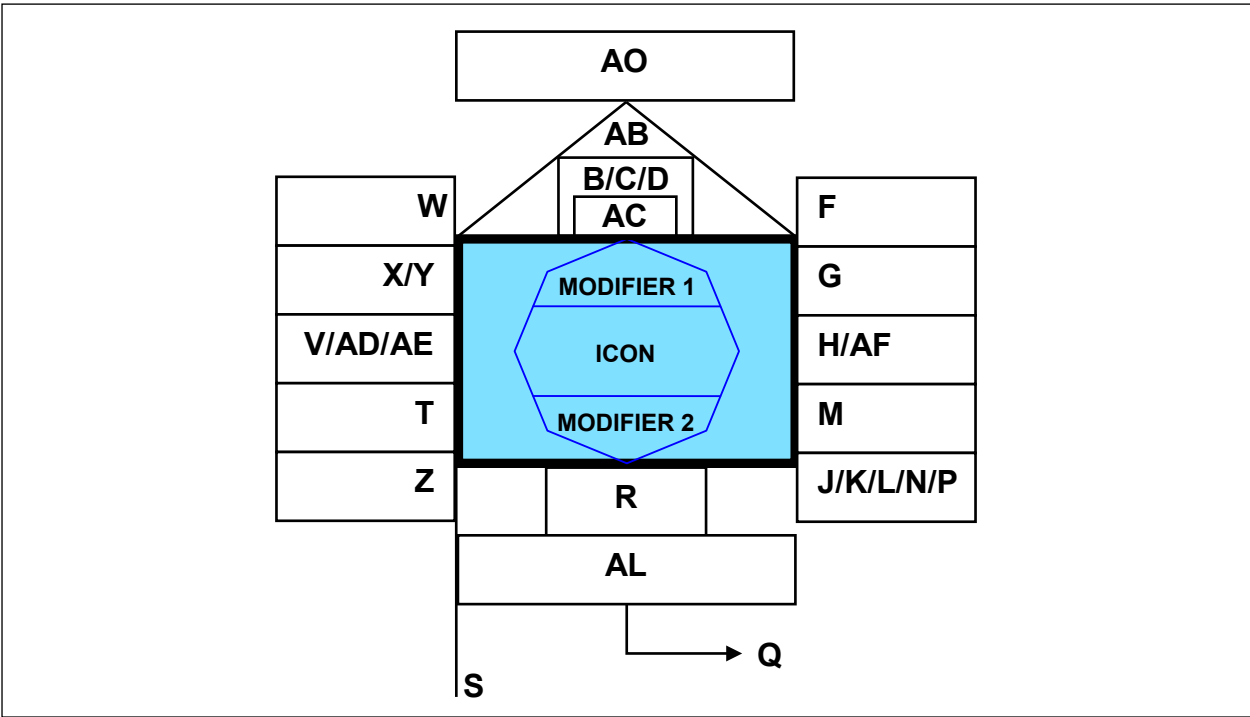 AO
AB
B/C/D
AC
W
F
X/Y
G
MODIFIER 1
V/AD/AE
ICON
H/AF
T
MODIFIER 2
M
Z
R
J/K/L/N/P
AL
Q
S